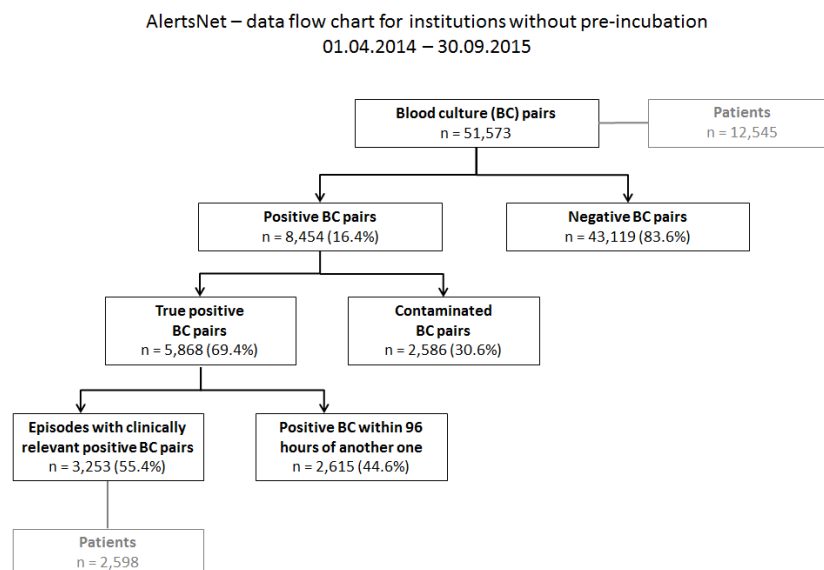 AlertsNet – data flow chart for institutions without pre-incubation
01.04.2014 – 30.09.2015
Blood culture (BC) pairs
n = 51,573
Patients
n = 12,545
Positive BC pairs
n = 8,454 (16.4%)
Negative BC pairs
n = 43,119 (83.6%)
True positive
BC pairs
n = 5,868 (69.4%)
Contaminated
BC pairs
n = 2,586 (30.6%)
Episodes with clinically
relevant positive BC pairs
n = 3,253 (55.4%)
Positive BC within 96
hours of another one
n = 2,615 (44.6%)
Patients
n = 2,598